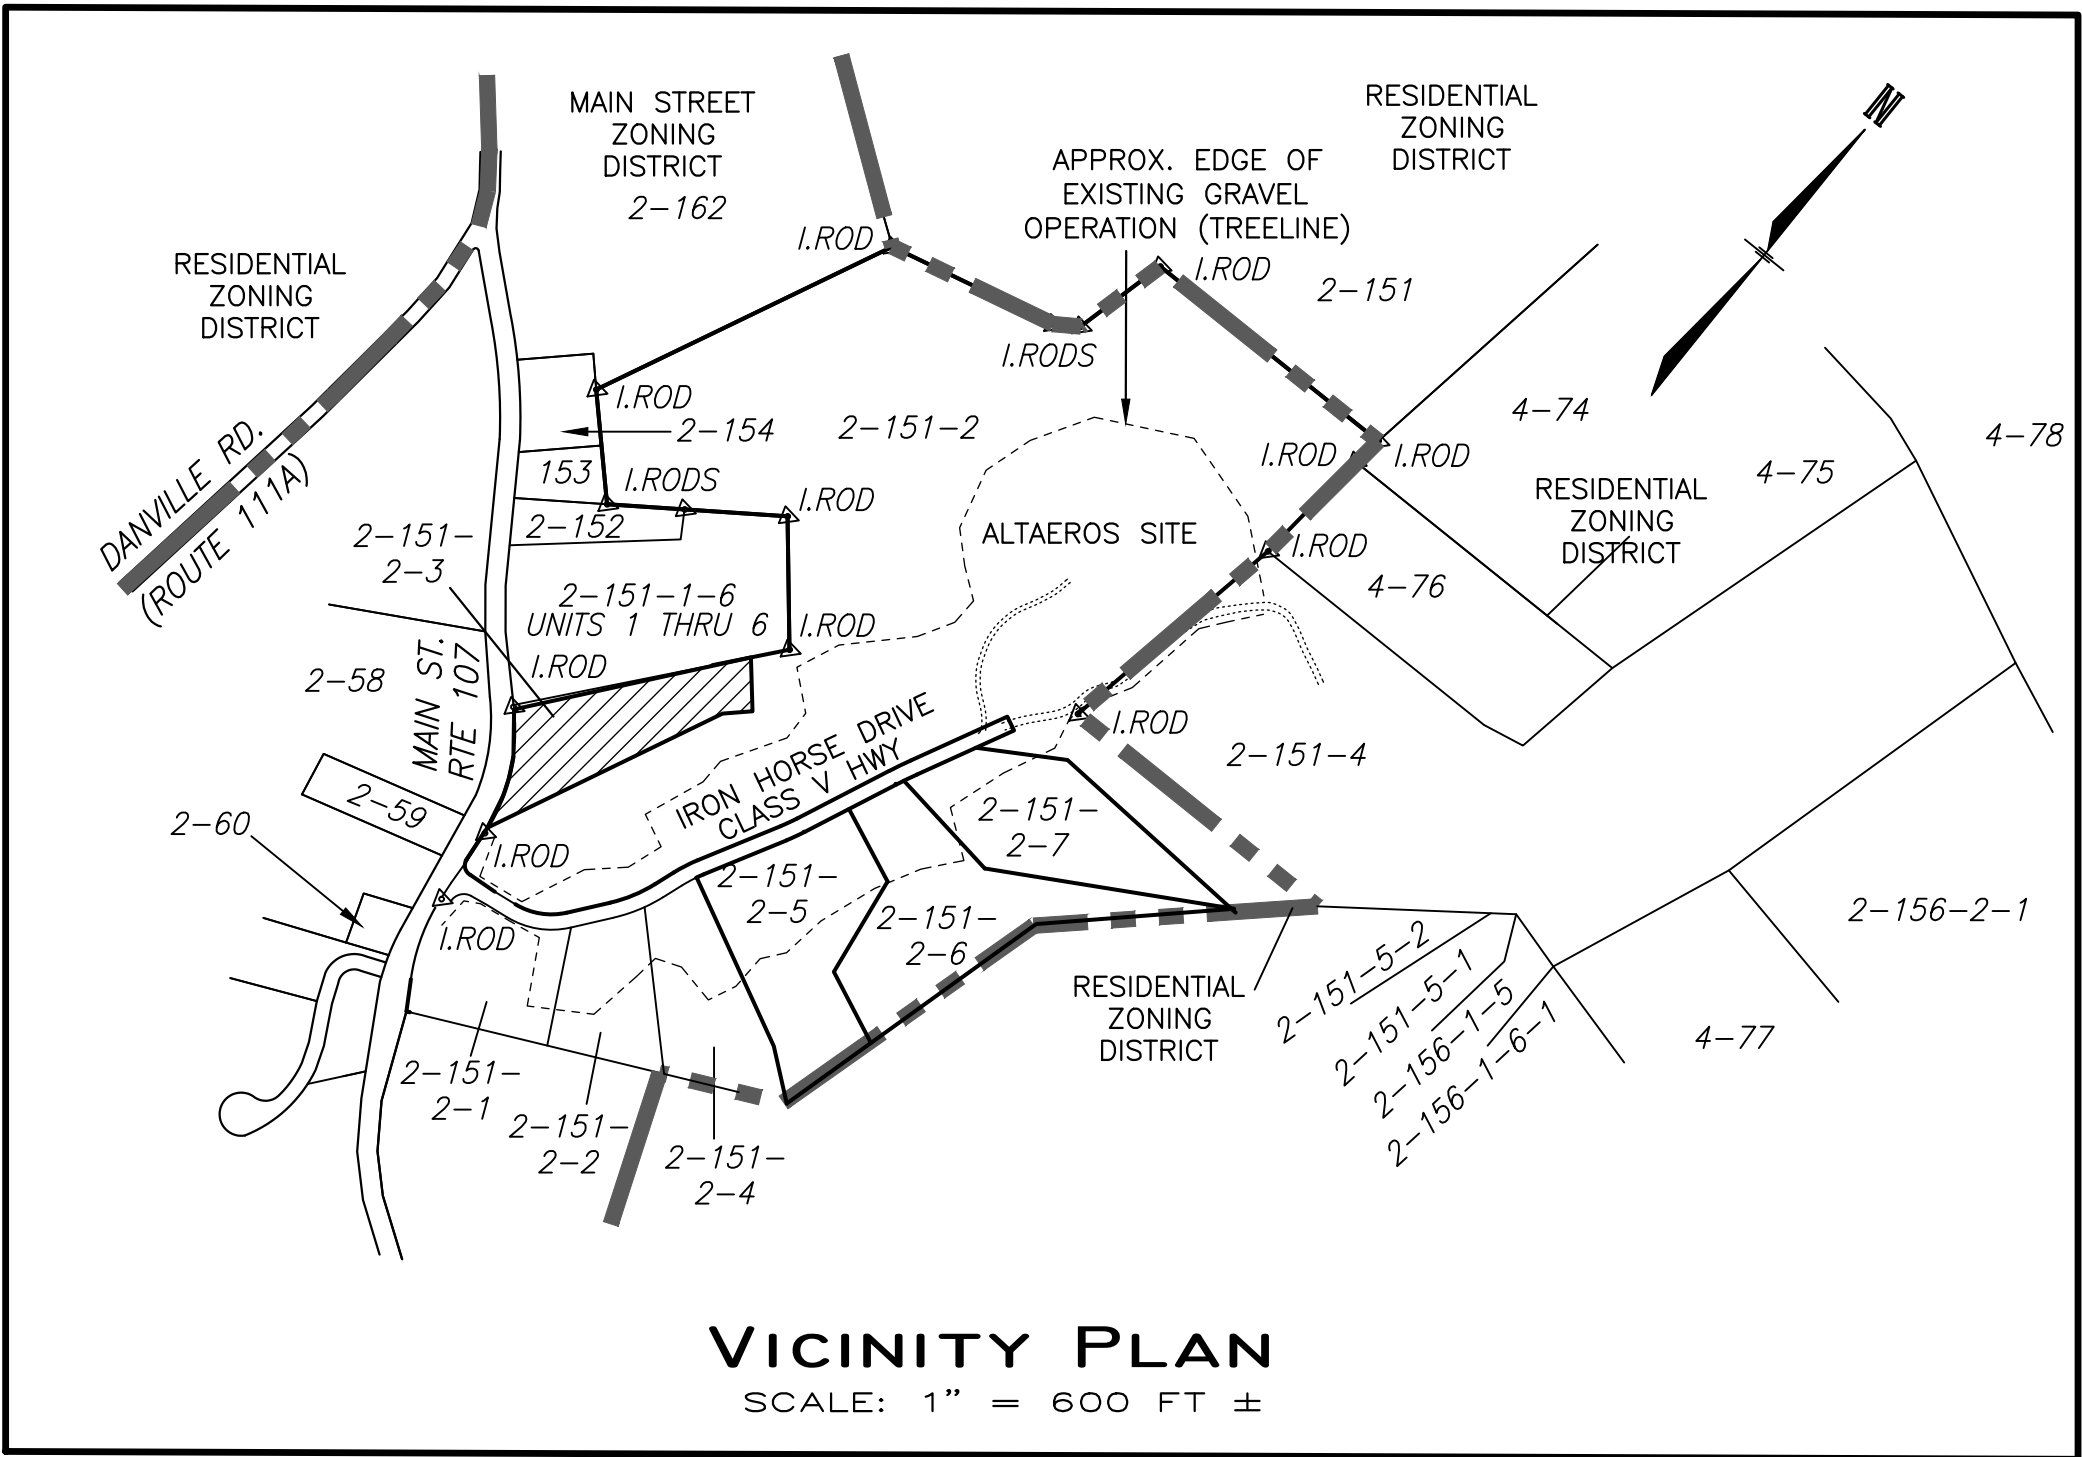 MAIN STREET
ZONING
DISTRICT
2-162
RESIDENTIAL
ZONING
DISTRICT
N
APPROX. EDGE OF
EXISTING GRAVEL
OPERATION (TREELINE)
RESIDENTIAL
ZONING
DISTRICT
I.ROD
I.ROD
2-151
I.RODS
I.ROD
2-154
2-151-2
4-74
4-78
DANVILLE RD.
(ROUTE 111A)
153
I.RODS
I.ROD
I.ROD
I.ROD
4-75
RESIDENTIAL
ZONING
DISTRICT
2-152
2-151-
2-3
ALTAEROS SITE
I.ROD
4-76
2-151-1-6
UNITS 1 THRU 6
I.ROD
I.ROD
2-58
MAIN ST.
RTE 107
IRON HORSE DRIVE
CLASS V HWY
I.ROD
2-151-4
2-59
2-60
I.ROD
2-151-
2-7
2-151-
2-5
2-151-
2-6
I.ROD
2-156-2-1
RESIDENTIAL
ZONING
DISTRICT
2-151-5-2
2-151-5-1
2-156-1-5
2-156-1-6-1
4-77
2-151-
2-1
2-151-
2-2
2-151-
2-4
VICINITY PLAN
SCALE: 1" = 600 FT ±